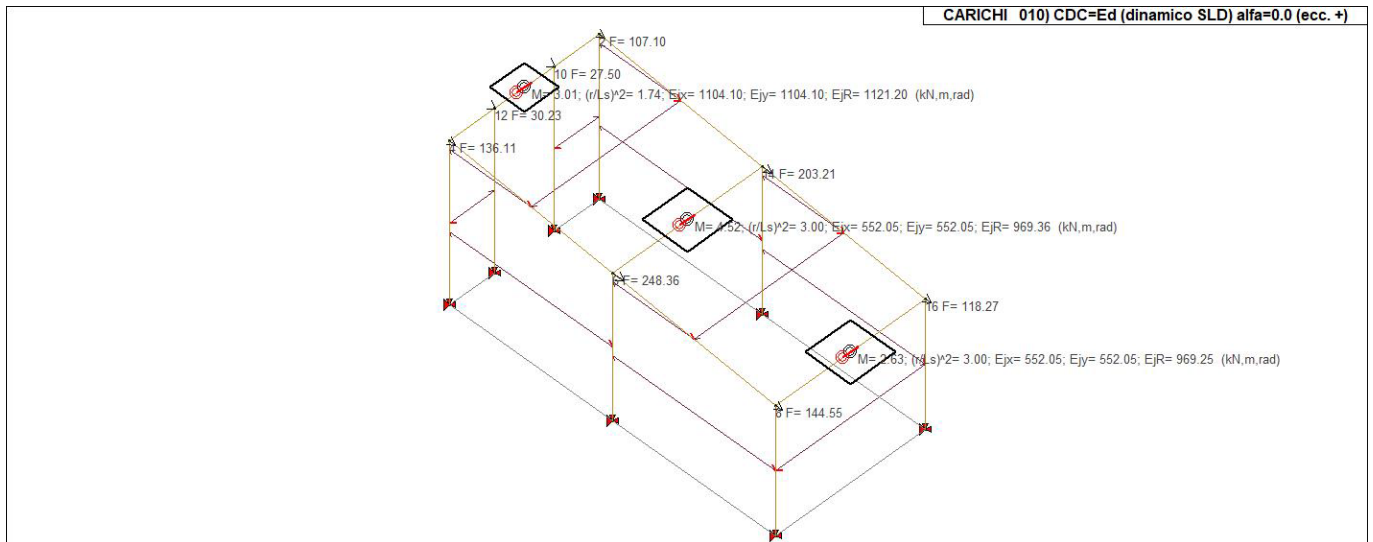 CARICHI 010) CDC=Ed (dinamico SLD) alfa=0.0 (ecc. +)
2 F= 107.10
10 F= 27.50
M= 3.01; (r/Ls)^2= 1.74; Ejx= 1104.10; Ejy= 1104.10; EjR= 1121.20 (kN,m,rad)
12 F= 30.23
F= 136.11
F= 203.21
M= 4.52; (r/Ls)^2= 3.00; Ejx= 552.05; Ejy= 552.05; EjR= 969.36 (kN,m,rad)
F= 248.36
16 F= 118.27
M= 2.63; (r/Ls)^2= 3.00; Ejx= 552.05; Ejy= 552.05; EjR= 969.25 (kN,m,rad)
F= 144.55